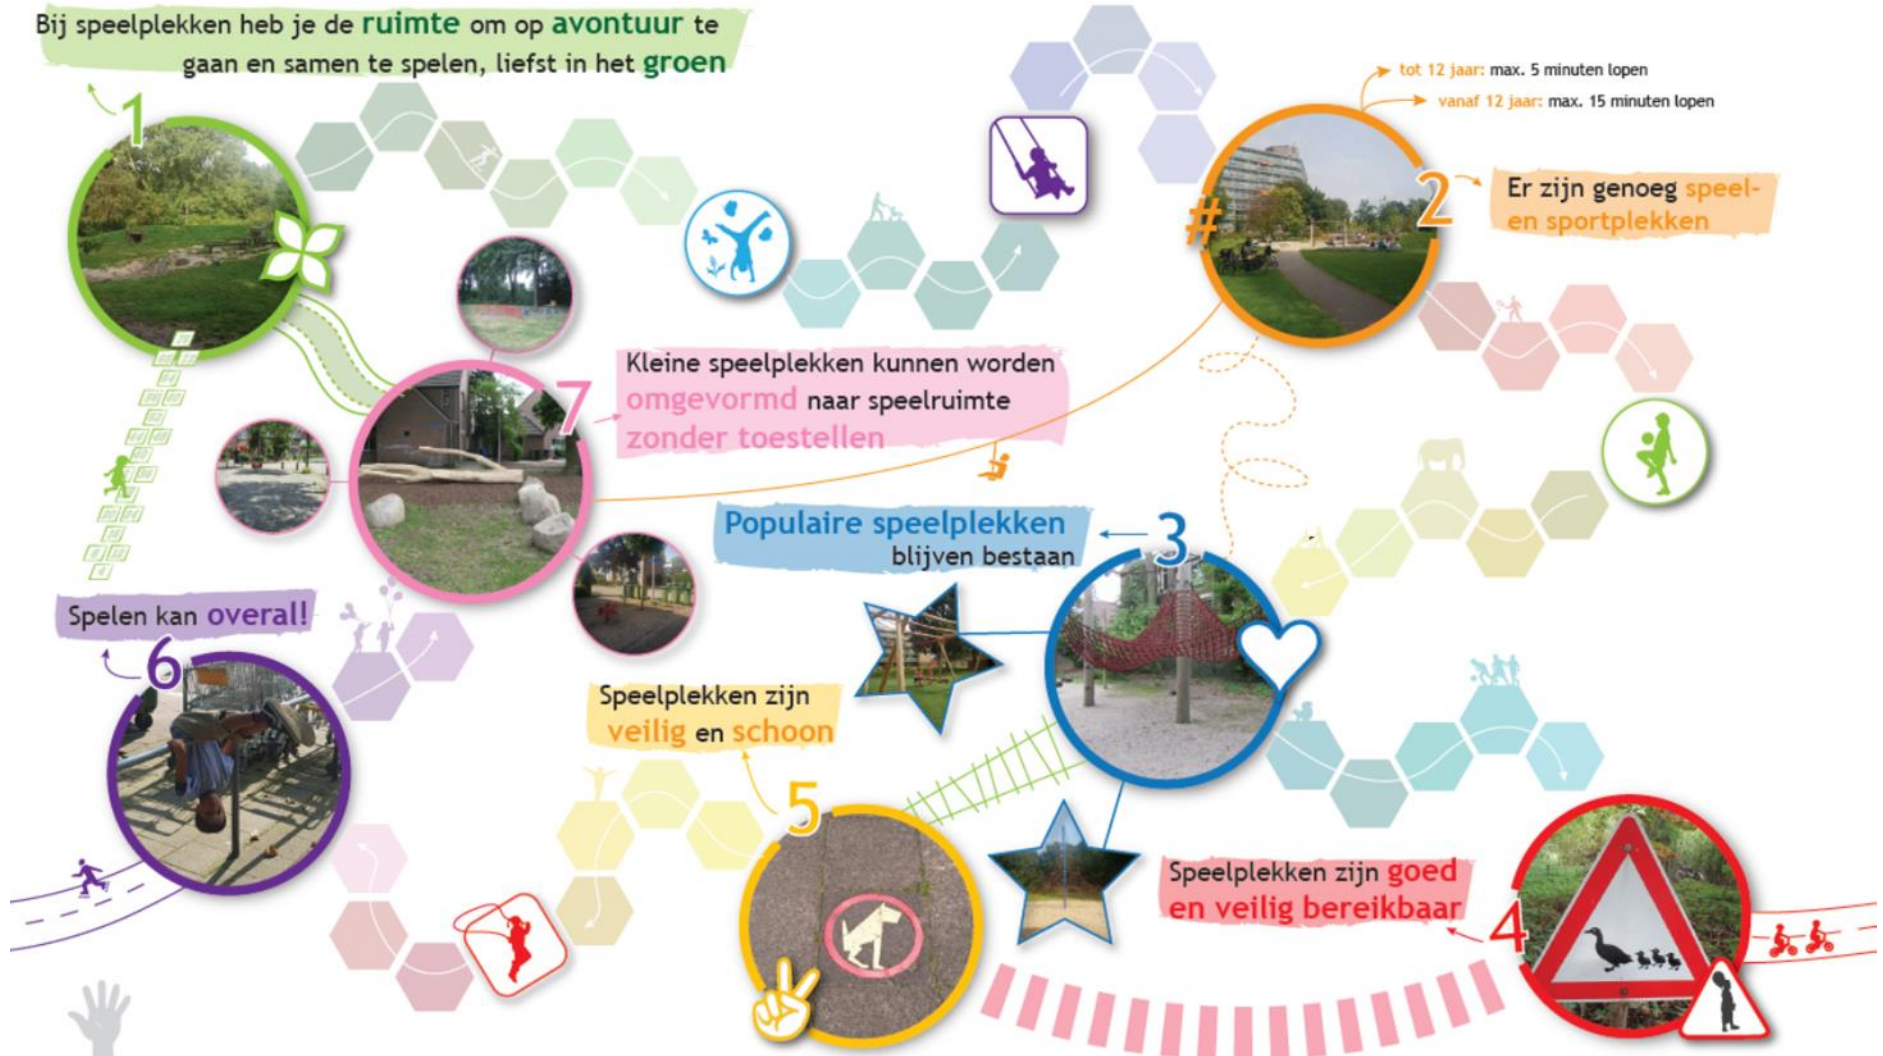 Bij speelplekken heb je de ruimte om op avontuur te
gaan en samen te spelen, liefst in het groen
1
tot 12 jaar: max. 5 minuten lopen
vanaf 12 jaar: max. 15 minuten lopen
#
2
Er zijn genoeg speel-
en sportplekken
7
Kleine speelplekken kunnen worden
omgevormd naar speelruimte
zonder toestellen
3
Populaire speelplekken
blijven bestaan
Spelen kan overal!
6
Speelplekken zijn
veilig en schoon
5
Speelplekken zijn goed
en veilig bereikbaar
4